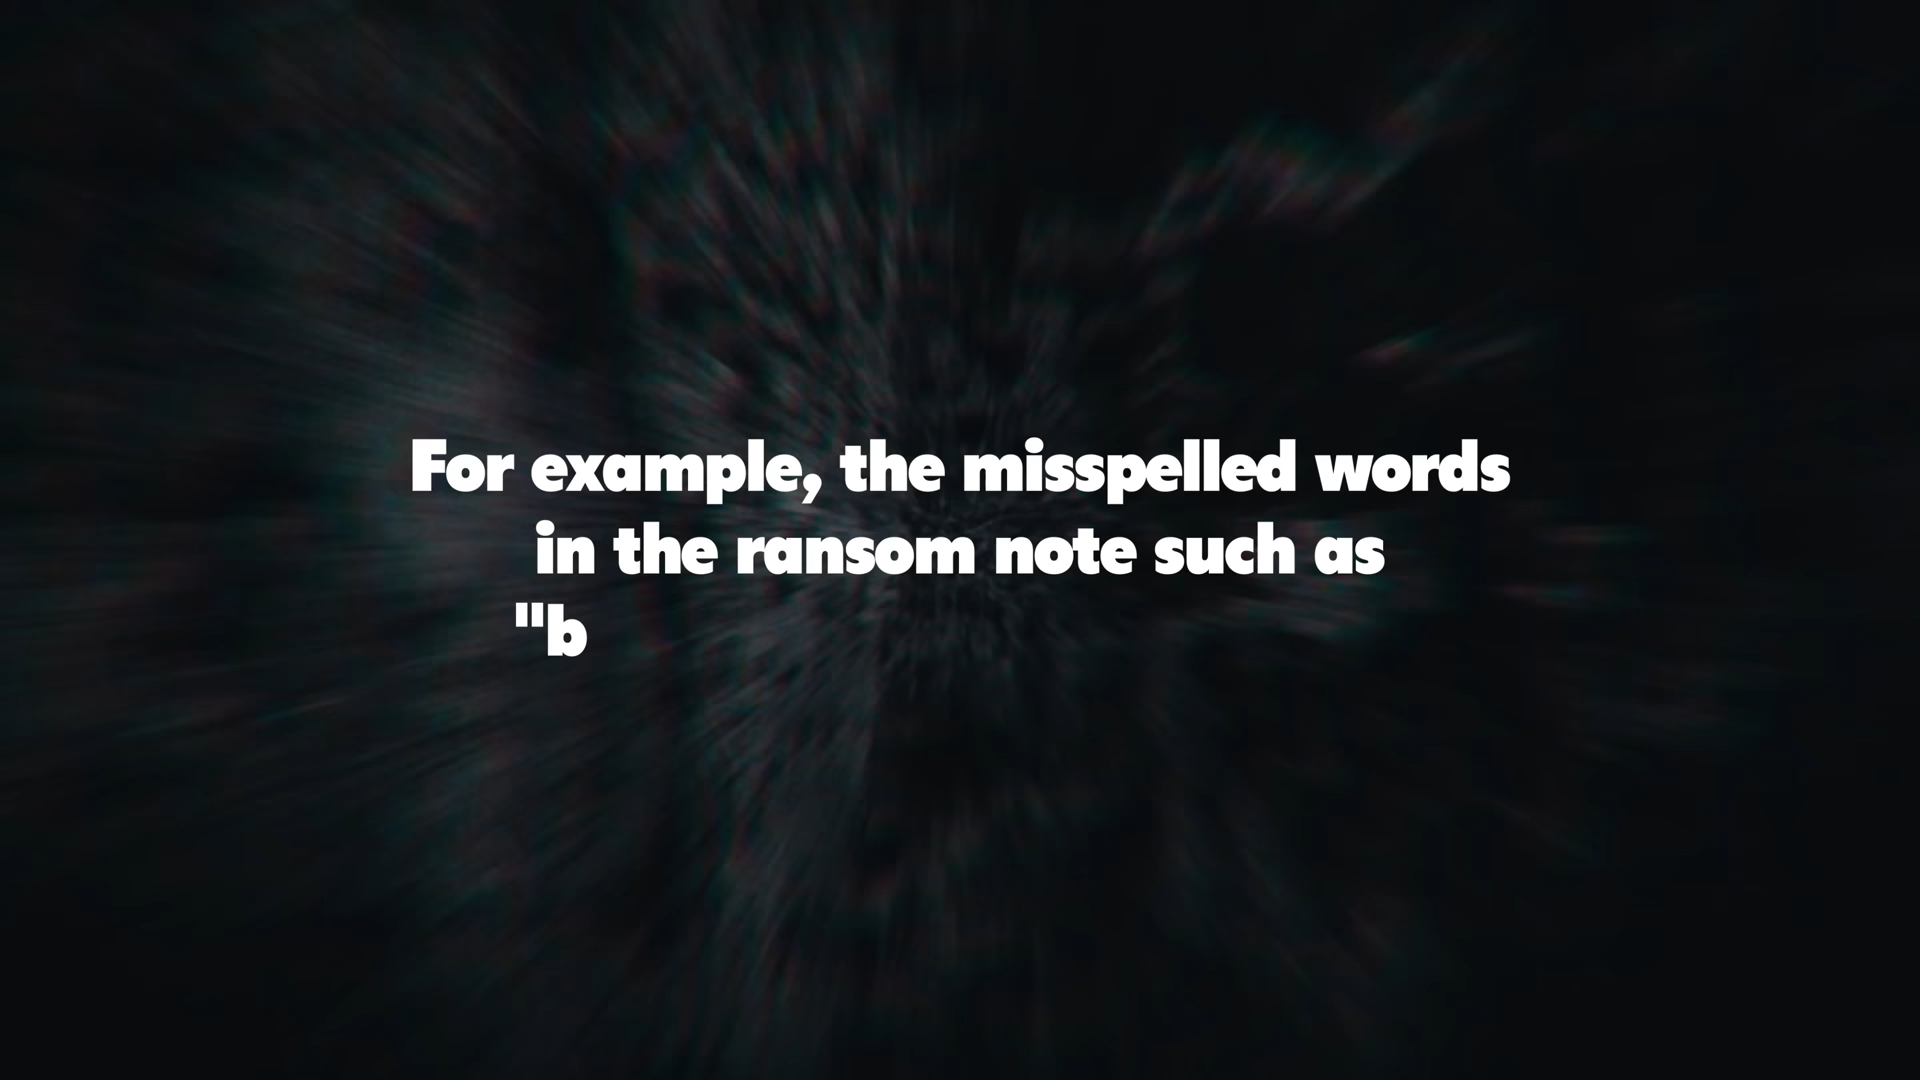 For example, the misspelled words
in the ransom note such as
"b